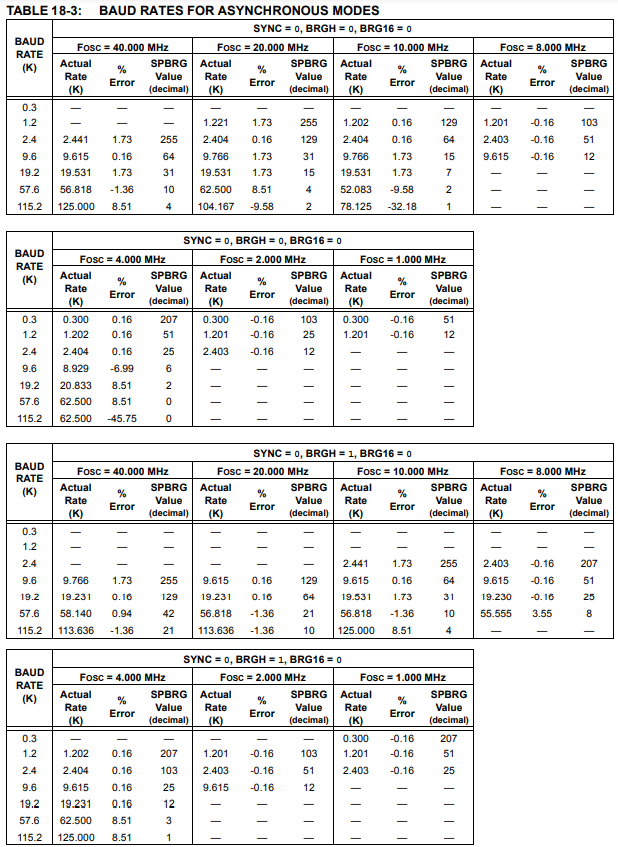 TABLE 18-3: BAUD RATES FOR ASYNCHRONOUS MODES
BAUD RATE (K)
SYNC = 0, BRGH = 0, BRG16 = 0
FOSC = 40.000 MHz FOSC = 20.000 MHz FOSC = 10.000 MHz FOSC = 8.000 MHz
Actual Rate (K) % Error SPBRG Value (decimal) Actual Rate (K) % Error SPBRG Value (decimal) Actual Rate (K) % Error SPBRG Value (decimal) Actual Rate (K) % Error SPBRG Value (decimal)
0.3 — — — — — — — — — — — —
1.2 — — — 1.221 1.73 255 1.202 0.16 129 1.201 -0.16 103
2.4 2.441 1.73 255 2.404 0.16 129 2.404 0.16 64 2.403 -0.16 51
9.6 9.615 0.16 64 9.766 1.73 31 9.766 1.73 15 9.615 -0.16 12
19.2 19.531 1.73 31 19.531 1.73 15 19.531 1.73 7 — — —
57.6 56.818 -1.36 10 62.500 8.51 4 52.083 -9.58 2 — — —
115.2 125.000 8.51 4 104.167 -9.58 2 78.125 -32.18 1 — — —
BAUD RATE (K)
SYNC = 0, BRGH = 0, BRG16 = 0
FOSC = 4.000 MHz FOSC = 2.000 MHz FOSC = 1.000 MHz
Actual Rate (K) % Error SPBRG Value (decimal) Actual Rate (K) % Error SPBRG Value (decimal) Actual Rate (K) % Error SPBRG Value (decimal)
0.3 0.300 0.16 207 0.300 -0.16 103 0.300 -0.16 51
1.2 1.202 0.16 51 1.201 -0.16 25 1.201 -0.16 12
2.4 2.404 0.16 25 2.403 -0.16 12 — — —
9.6 8.929 -6.99 6 — — — — — —
19.2 20.833 8.51 2 — — — — — —
57.6 62.500 8.51 0 — — — — — —
115.2 62.500 -45.75 0 — — — — — —
BAUD RATE (K)
SYNC = 0, BRGH = 1, BRG16 = 0
FOSC = 40.000 MHz FOSC = 20.000 MHz FOSC = 10.000 MHz FOSC = 8.000 MHz
Actual Rate (K) % Error SPBRG Value (decimal) Actual Rate (K) % Error SPBRG Value (decimal) Actual Rate (K) % Error SPBRG Value (decimal) Actual Rate (K) % Error SPBRG Value (decimal)
0.3 — — — — — — — — — — — —
1.2 — — — — — — — — — — — —
2.4 — — — — — — 2.441 1.73 255 2.403 -0.16 207
9.6 9.766 1.73 255 9.615 0.16 129 9.615 0.16 64 9.615 -0.16 51
19.2 19.231 0.16 129 19.231 0.16 64 19.531 1.73 31 19.230 -0.16 25
57.6 58.140 0.94 42 56.818 -1.36 21 56.818 -1.36 10 55.555 3.55 8
115.2 113.636 -1.36 21 113.636 -1.36 10 125.000 8.51 4 — — —
BAUD RATE (K)
SYNC = 0, BRGH = 1, BRG16 = 0
FOSC = 4.000 MHz FOSC = 2.000 MHz FOSC = 1.000 MHz
Actual Rate (K) % Error SPBRG Value (decimal) Actual Rate (K) % Error SPBRG Value (decimal) Actual Rate (K) % Error SPBRG Value (decimal)
0.3 — — — — — — 0.300 -0.16 207
1.2 1.202 0.16 207 1.201 -0.16 103 1.201 -0.16 51
2.4 2.404 0.16 103 2.403 -0.16 51 2.403 -0.16 25
9.6 9.615 0.16 25 9.615 -0.16 12 — — —
19.2 19.231 0.16 12 — — — — — —
57.6 62.500 8.51 3 — — — — — —
115.2 125.000 8.51 1 — — — — — —